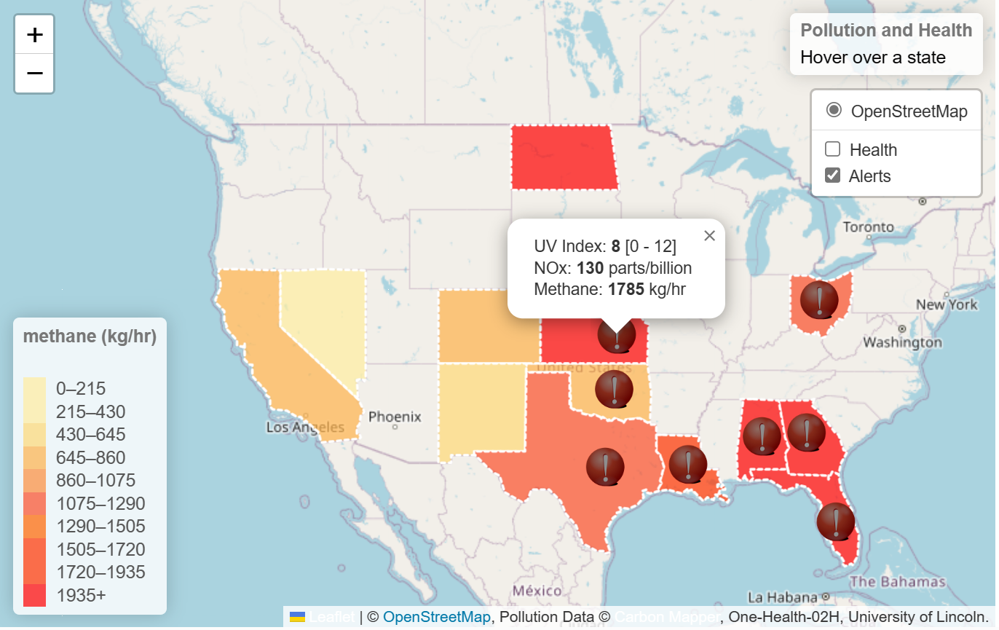 +
−
Pollution and Health
Hover over a state
OpenStreetMap
Health
Alerts
Toronto
×
UV Index: 8 [0 - 12]
NOx: 130 parts/billion
Methane: 1785 kg/hr
New York
Washington
United States
Los Angeles
Phoenix
methane (kg/hr)
0–215
215–430
430–645
645–860
860–1075
1075–1290
1290–1505
1505–1720
1720–1935
1935+
México
The Bahamas
La Habana
Ciudad
Leaflet | © OpenStreetMap, Pollution Data © Carbon Mapper, One-Health-02H, University of Lincoln.